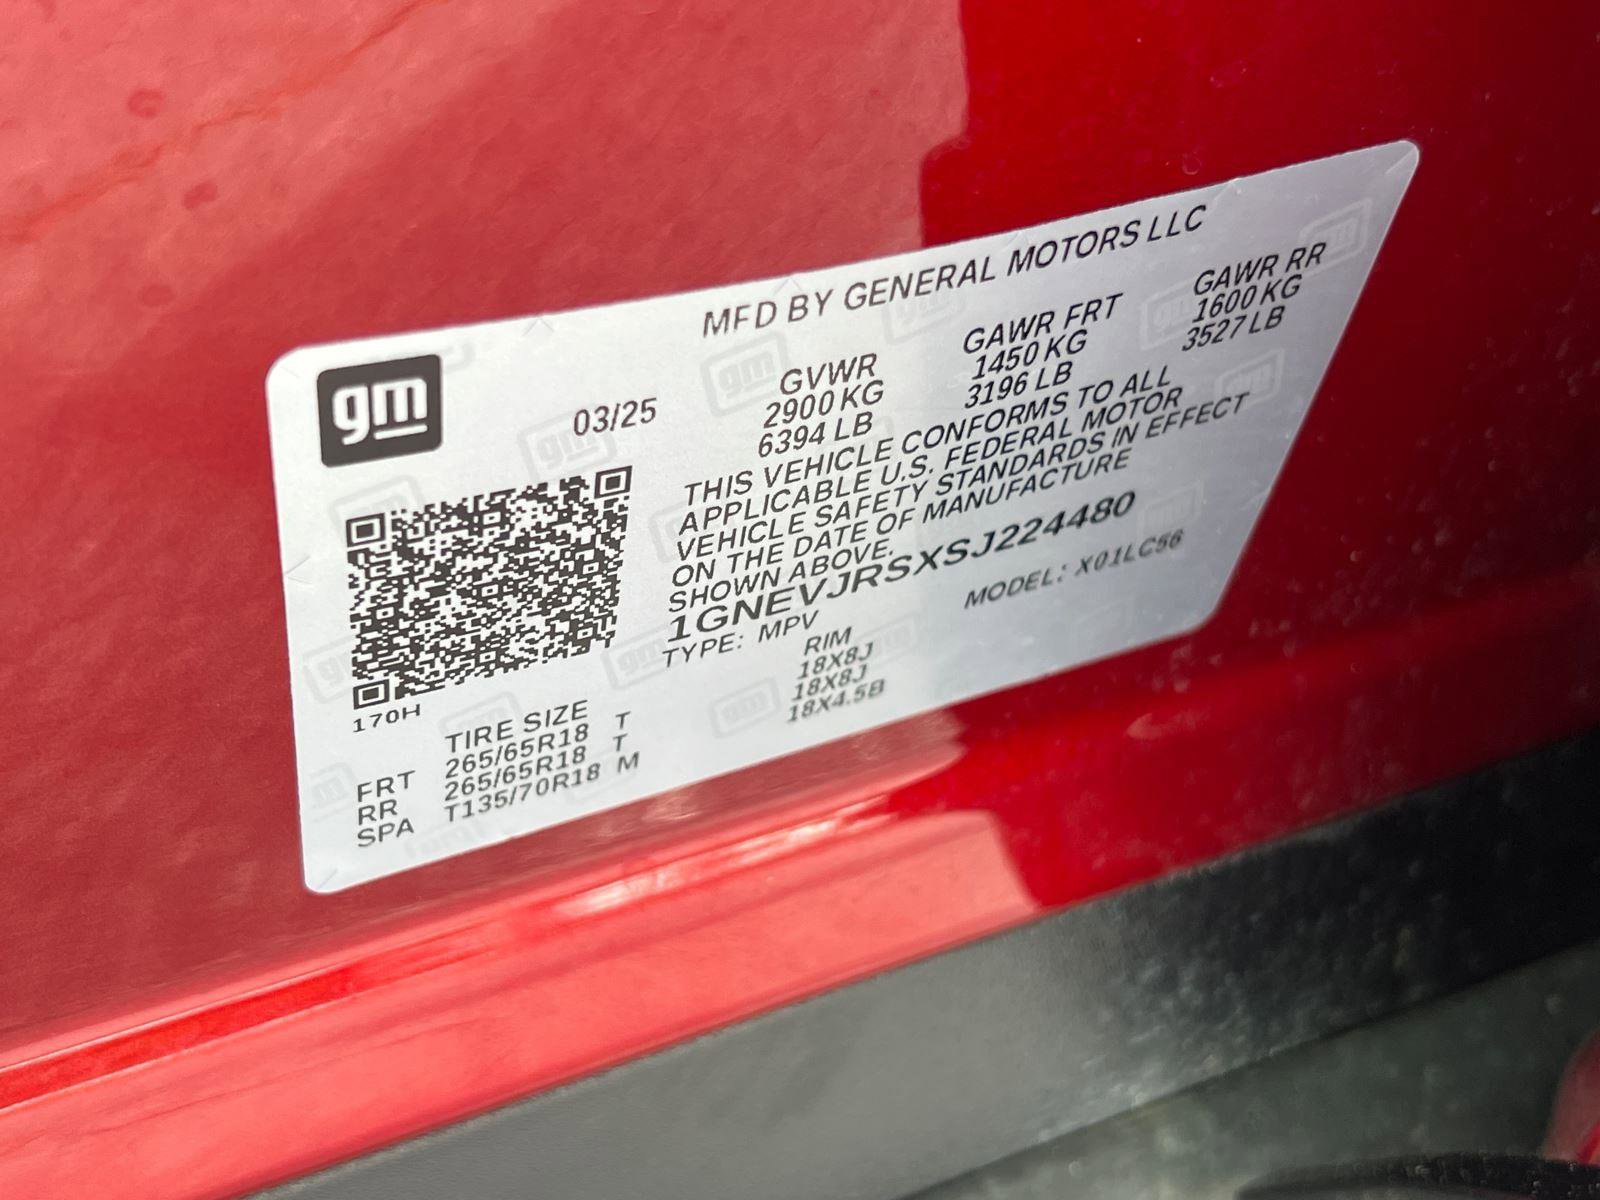 MFD BY GENERAL MOTORS LLC
gm
03/25
GVWR GAWR FRT GAWR RR
2900 KG 1450 KG 1600 KG
6394 LB 3196 LB 3527 LB
THIS VEHICLE CONFORMS TO ALL
APPLICABLE U.S. FEDERAL MOTOR
VEHICLE SAFETY STANDARDS IN EFFECT
ON THE DATE OF MANUFACTURE
SHOWN ABOVE.
1GNEVJRSXSJ224480
TYPE: MPV MODEL: X01LC56
170H
TIRE SIZE RIM
FRT 265/65R18 T 18X8J
RR 265/65R18 T 18X8J
SPA T135/70R18 M 18X4.5B